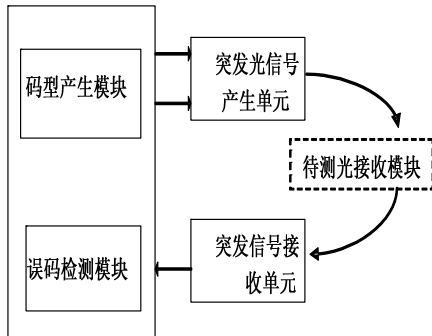 码型产生模块
突发光信号
产生单元
待测光接收模块
突发信号接
收单元
误码检测模块